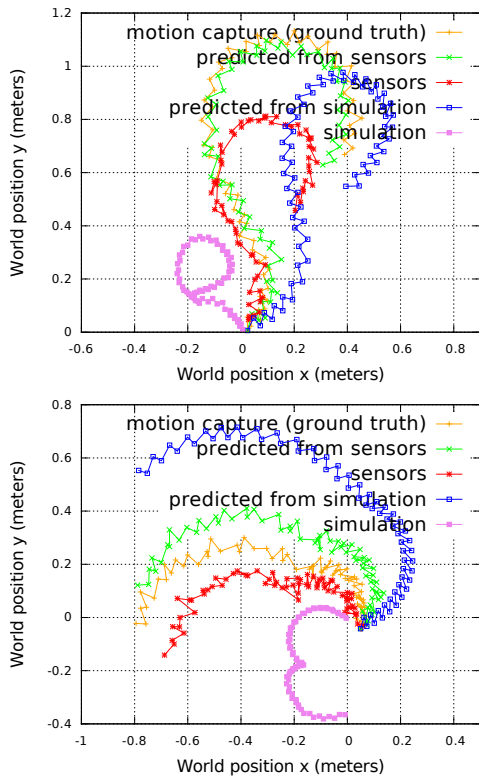 1.2
1
0.8
0.6
0.4
0.2
0
World position y (meters)
motion capture (ground truth)
predicted from sensors
sensors
predicted from simulation
simulation
-0.6 -0.4 -0.2 0 0.2 0.4 0.6 0.8
World position x (meters)
0.8
0.6
0.4
0.2
0
-0.2
-0.4
World position y (meters)
motion capture (ground truth)
predicted from sensors
sensors
predicted from simulation
simulation
-1 -0.8 -0.6 -0.4 -0.2 0 0.2 0.4
World position x (meters)